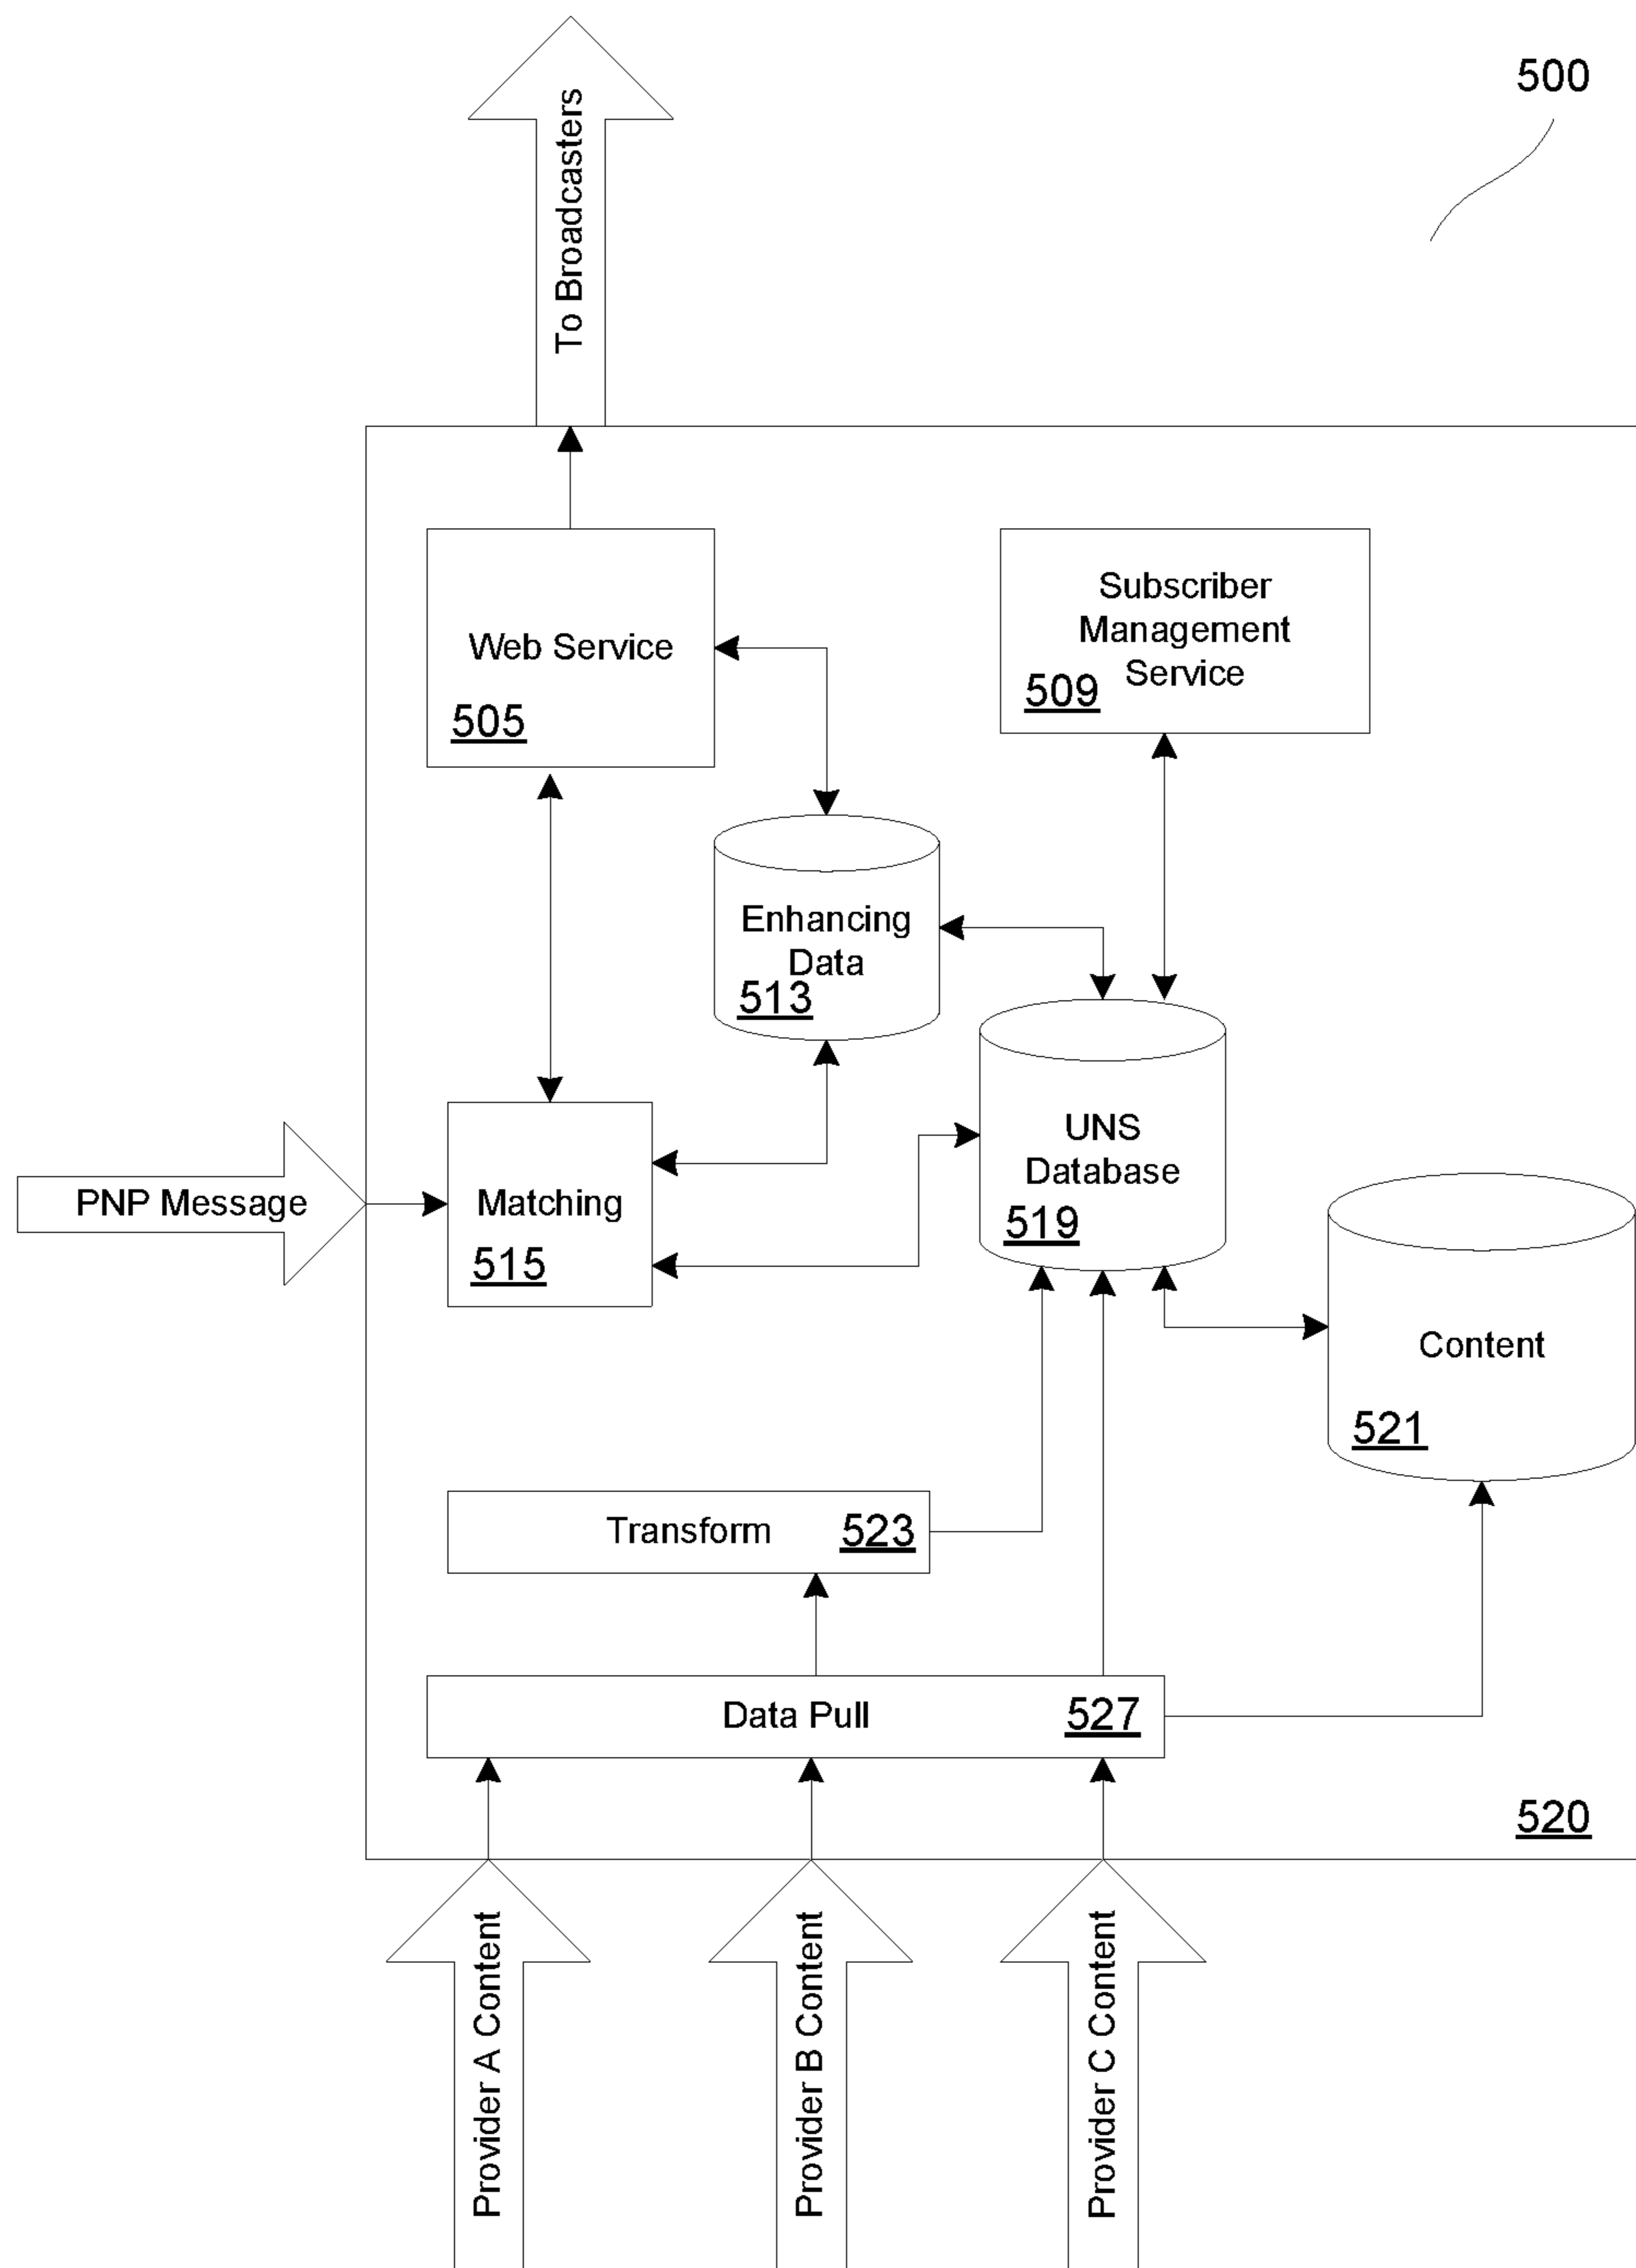 500
To Broadcasters
Web Service
505
Subscriber
Management
Service
509
Enhancing
Data
513
UNS
Database
519
PNP Message
Matching
515
Content
521
Transform
523
Data Pull
527
520
Provider A Content
Provider B Content
Provider C Content